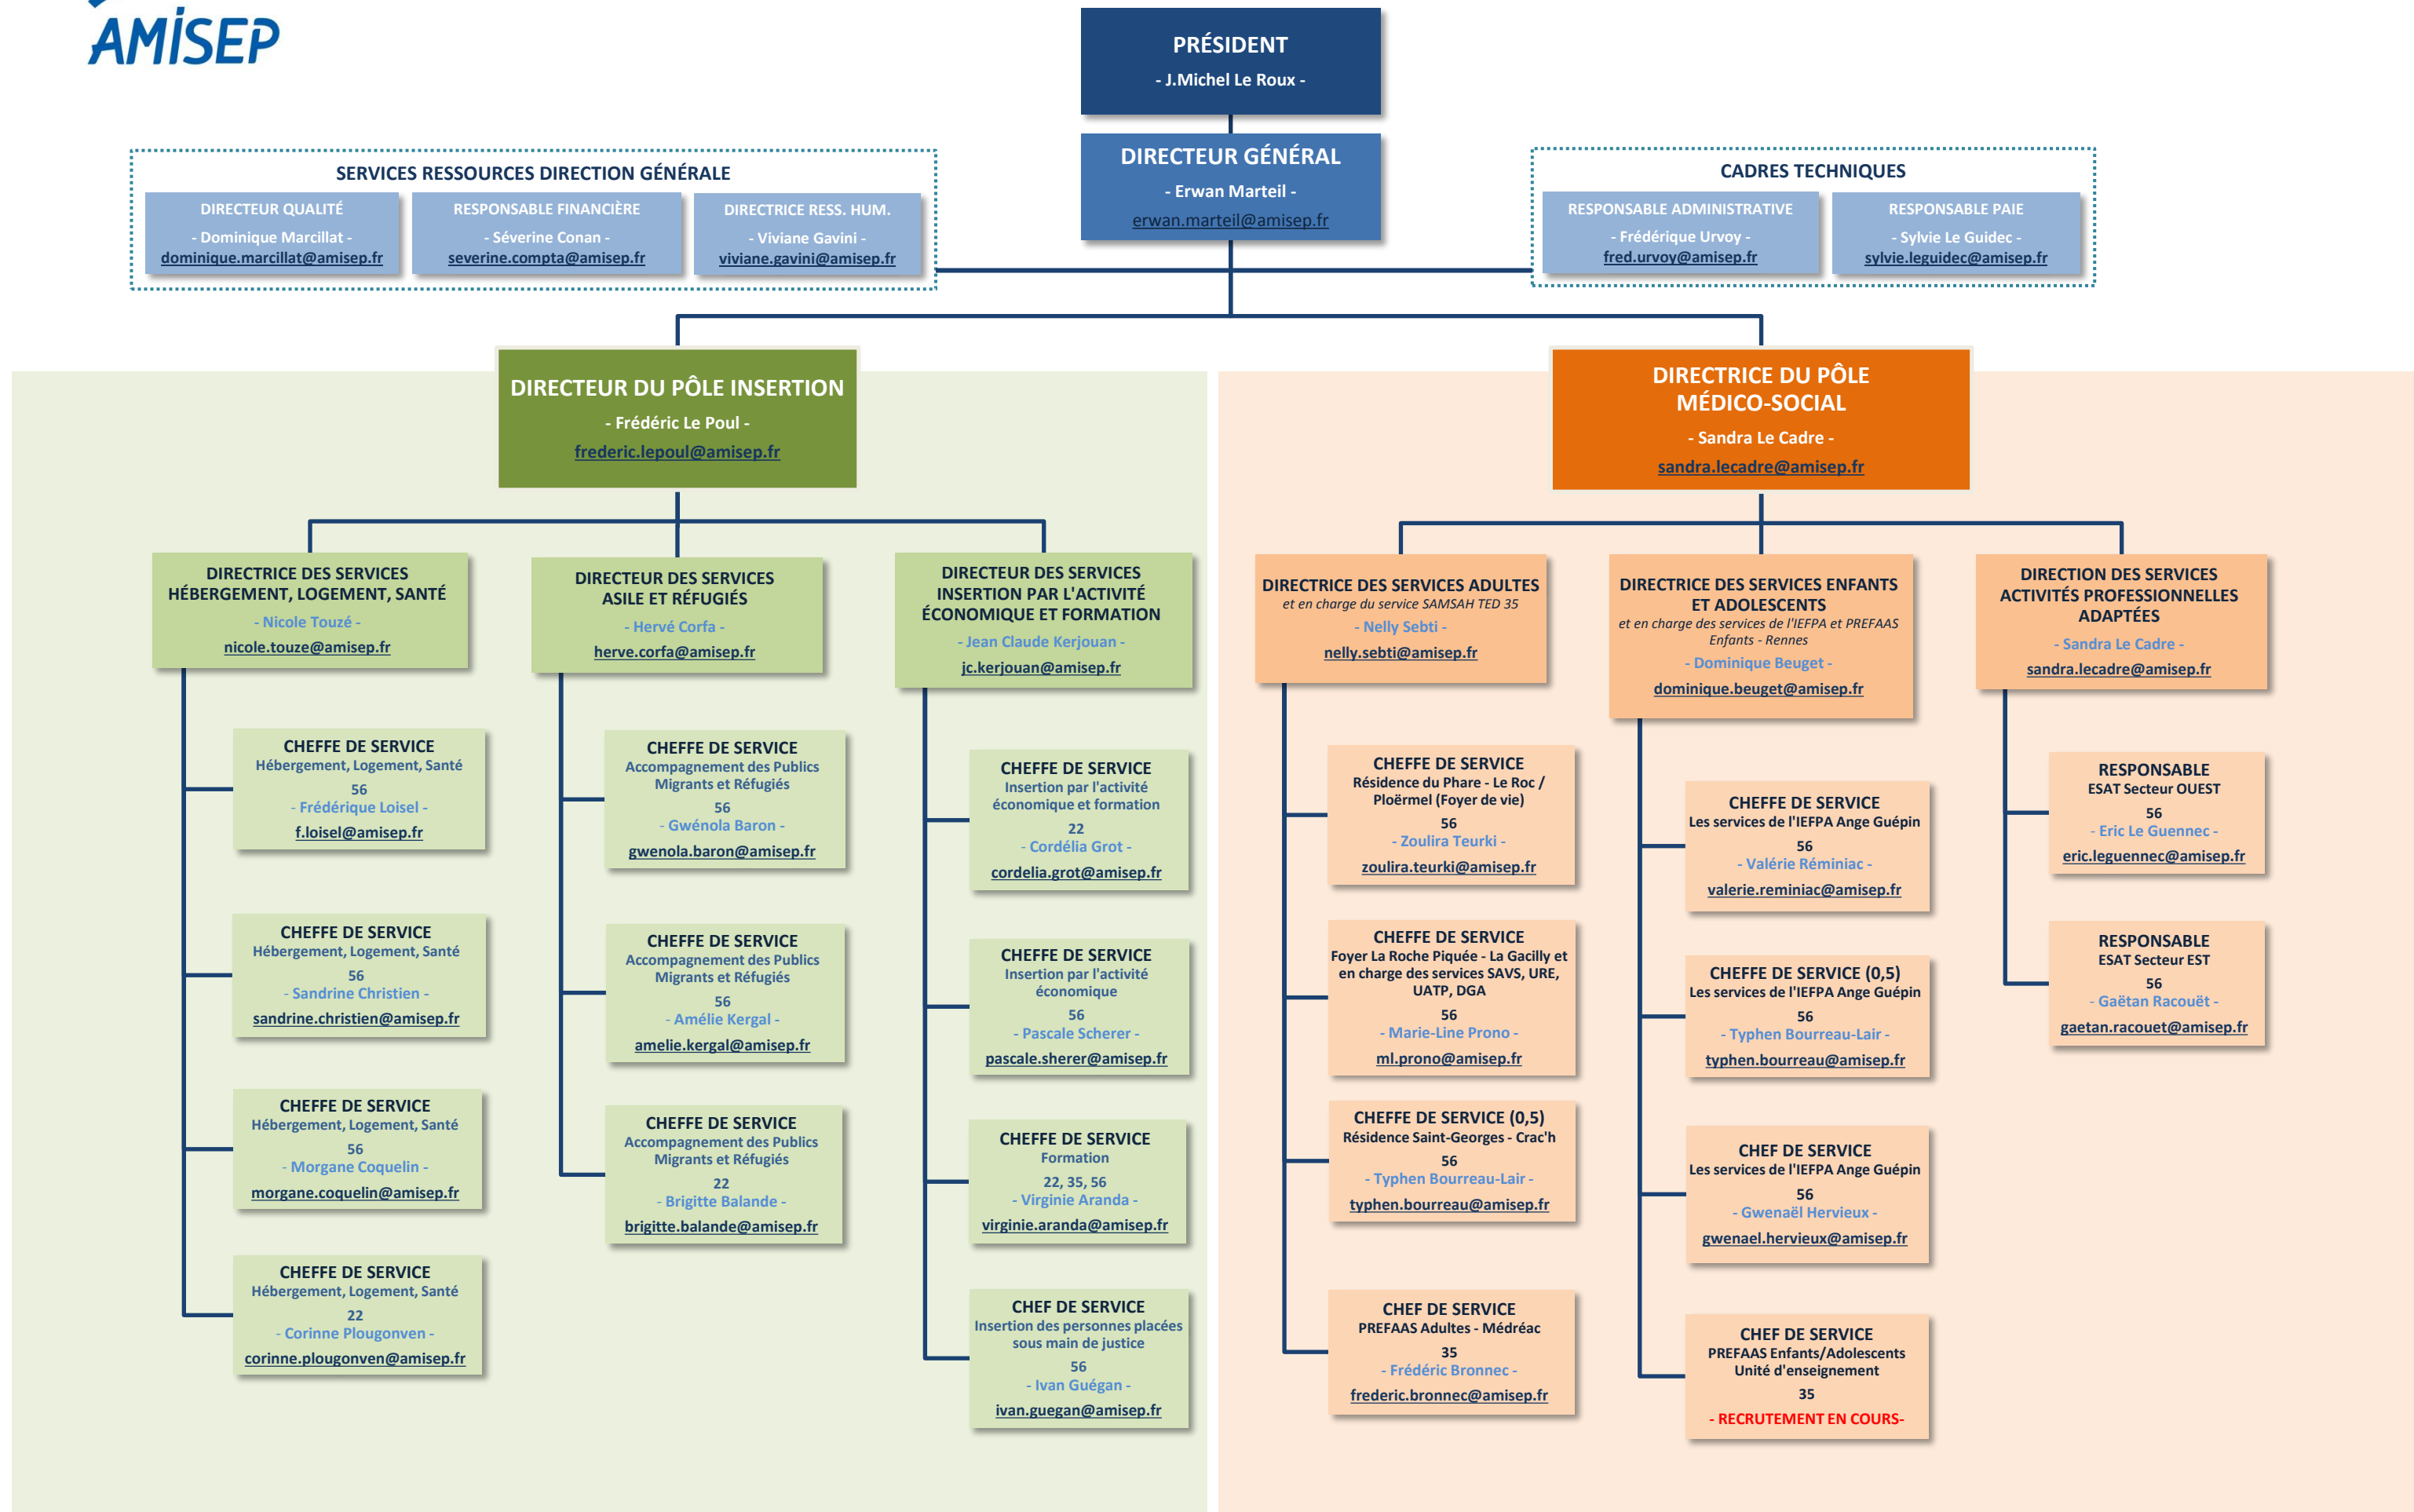 AMISEP
PRÉSIDENT
- J.Michel Le Roux -
DIRECTEUR GÉNÉRAL
- Erwan Marteil -
erwan.marteil@amisep.fr
SERVICES RESSOURCES DIRECTION GÉNÉRALE
DIRECTEUR QUALITÉ
- Dominique Marcillat -
dominique.marcillat@amisep.fr
RESPONSABLE FINANCIÈRE
- Séverine Conan -
severine.compta@amisep.fr
DIRECTRICE RESS. HUM.
- Viviane Gavini -
viviane.gavini@amisep.fr
CADRES TECHNIQUES
RESPONSABLE ADMINISTRATIVE
- Frédérique Urvoy -
fred.urvoy@amisep.fr
RESPONSABLE PAIE
- Sylvie Le Guidec -
sylvie.leguidec@amisep.fr
DIRECTEUR DU PÔLE INSERTION
- Frédéric Le Poul -
frederic.lepoul@amisep.fr
DIRECTRICE DU PÔLE
MÉDICO-SOCIAL
- Sandra Le Cadre -
sandra.lecadre@amisep.fr
DIRECTRICE DES SERVICES
HÉBERGEMENT, LOGEMENT, SANTÉ
- Nicole Touzé -
nicole.touze@amisep.fr
CHEFFE DE SERVICE
Hébergement, Logement, Santé
56
- Frédérique Loisel -
f.loisel@amisep.fr
CHEFFE DE SERVICE
Hébergement, Logement, Santé
56
- Sandrine Christien -
sandrine.christien@amisep.fr
CHEFFE DE SERVICE
Hébergement, Logement, Santé
56
- Morgane Coquelin -
morgane.coquelin@amisep.fr
CHEFFE DE SERVICE
Hébergement, Logement, Santé
22
- Corinne Plougonven -
corinne.plougonven@amisep.fr
DIRECTEUR DES SERVICES
ASILE ET RÉFUGIÉS
- Hervé Corfa -
herve.corfa@amisep.fr
CHEFFE DE SERVICE
Accompagnement des Publics
Migrants et Réfugiés
56
- Gwénola Baron -
gwenola.baron@amisep.fr
CHEFFE DE SERVICE
Accompagnement des Publics
Migrants et Réfugiés
56
- Amélie Kergal -
amelie.kergal@amisep.fr
CHEFFE DE SERVICE
Accompagnement des Publics
Migrants et Réfugiés
22
- Brigitte Balande -
brigitte.balande@amisep.fr
DIRECTEUR DES SERVICES
INSERTION PAR L'ACTIVITÉ
ÉCONOMIQUE ET FORMATION
- Jean Claude Kerjouan -
jc.kerjouan@amisep.fr
CHEFFE DE SERVICE
Insertion par l'activité
économique et formation
22
- Cordélia Grot -
cordelia.grot@amisep.fr
CHEFFE DE SERVICE
Insertion par l'activité
économique
56
- Pascale Scherer -
pascale.sherer@amisep.fr
CHEFFE DE SERVICE
Formation
22, 35, 56
- Virginie Aranda -
virginie.aranda@amisep.fr
CHEF DE SERVICE
Insertion des personnes placées
sous main de justice
56
- Ivan Guégan -
ivan.guegan@amisep.fr
DIRECTRICE DES SERVICES ADULTES
et en charge du service SAMSAH TED 35
- Nelly Sebti -
nelly.sebti@amisep.fr
CHEFFE DE SERVICE
Résidence du Phare - Le Roc /
Ploërmel (Foyer de vie)
56
- Zoulira Teurki -
zoulira.teurki@amisep.fr
CHEFFE DE SERVICE
Foyer La Roche Piquée - La Gacilly et
en charge des services SAVS, URE,
UATP, DGA
56
- Marie-Line Prono -
ml.prono@amisep.fr
CHEFFE DE SERVICE (0,5)
Résidence Saint-Georges - Crac'h
56
- Typhen Bourreau-Lair -
typhen.bourreau@amisep.fr
CHEF DE SERVICE
PREFAAS Adultes - Médréac
35
- Frédéric Bronnec -
frederic.bronnec@amisep.fr
DIRECTRICE DES SERVICES ENFANTS
ET ADOLESCENTS
et en charge des services de l'IEFPA et PREFAAS
Enfants - Rennes
- Dominique Beuget -
dominique.beuget@amisep.fr
CHEFFE DE SERVICE
Les services de l'IEFPA Ange Guépin
56
- Valérie Réminiac -
valerie.reminiac@amisep.fr
CHEFFE DE SERVICE (0,5)
Les services de l'IEFPA Ange Guépin
56
- Typhen Bourreau-Lair -
typhen.bourreau@amisep.fr
CHEF DE SERVICE
Les services de l'IEFPA Ange Guépin
56
- Gwenaël Hervieux -
gwenael.hervieux@amisep.fr
CHEF DE SERVICE
PREFAAS Enfants/Adolescents
Unité d'enseignement
35
- RECRUTEMENT EN COURS-
DIRECTION DES SERVICES
ACTIVITÉS PROFESSIONNELLES
ADAPTÉES
- Sandra Le Cadre -
sandra.lecadre@amisep.fr
RESPONSABLE
ESAT Secteur OUEST
56
- Eric Le Guennec -
eric.leguennec@amisep.fr
RESPONSABLE
ESAT Secteur EST
56
- Gaëtan Racouët -
gaetan.racouet@amisep.fr